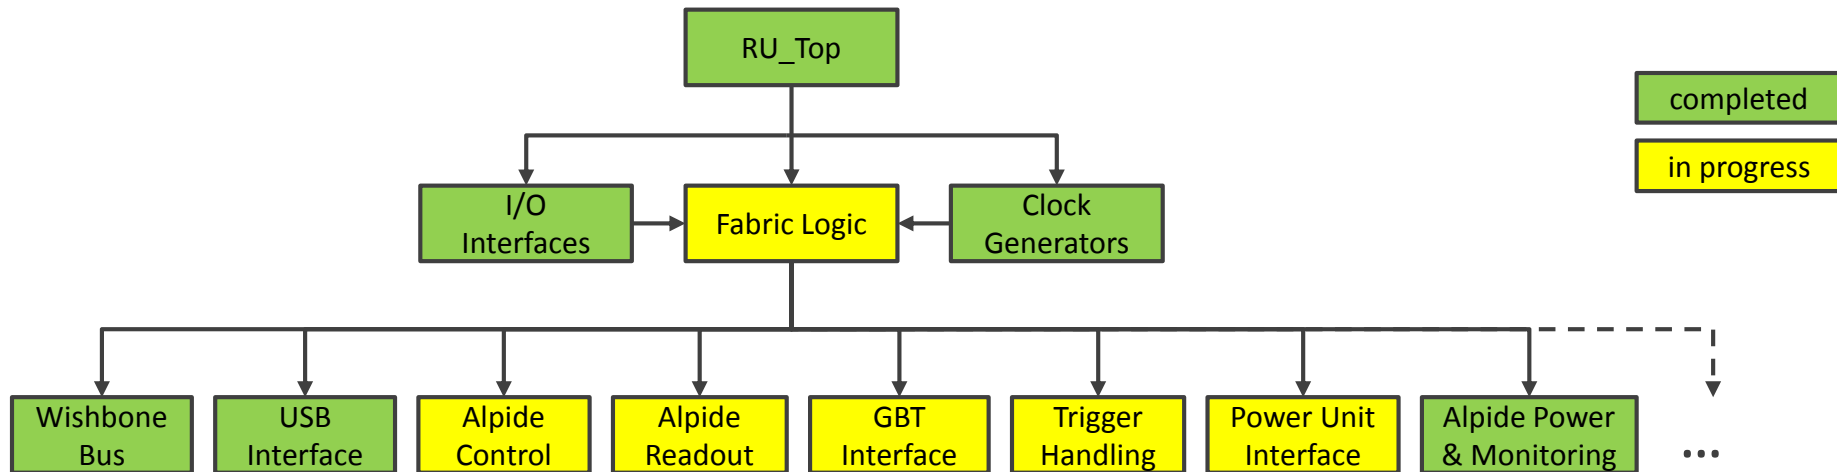 RU_Top
completed
in progress
I/O
Interfaces
Fabric Logic
Clock
Generators
Wishbone
Bus
USB
Interface
Alpide
Control
Alpide
Readout
GBT
Interface
Trigger
Handling
Power Unit
Interface
Alpide Power
& Monitoring
...